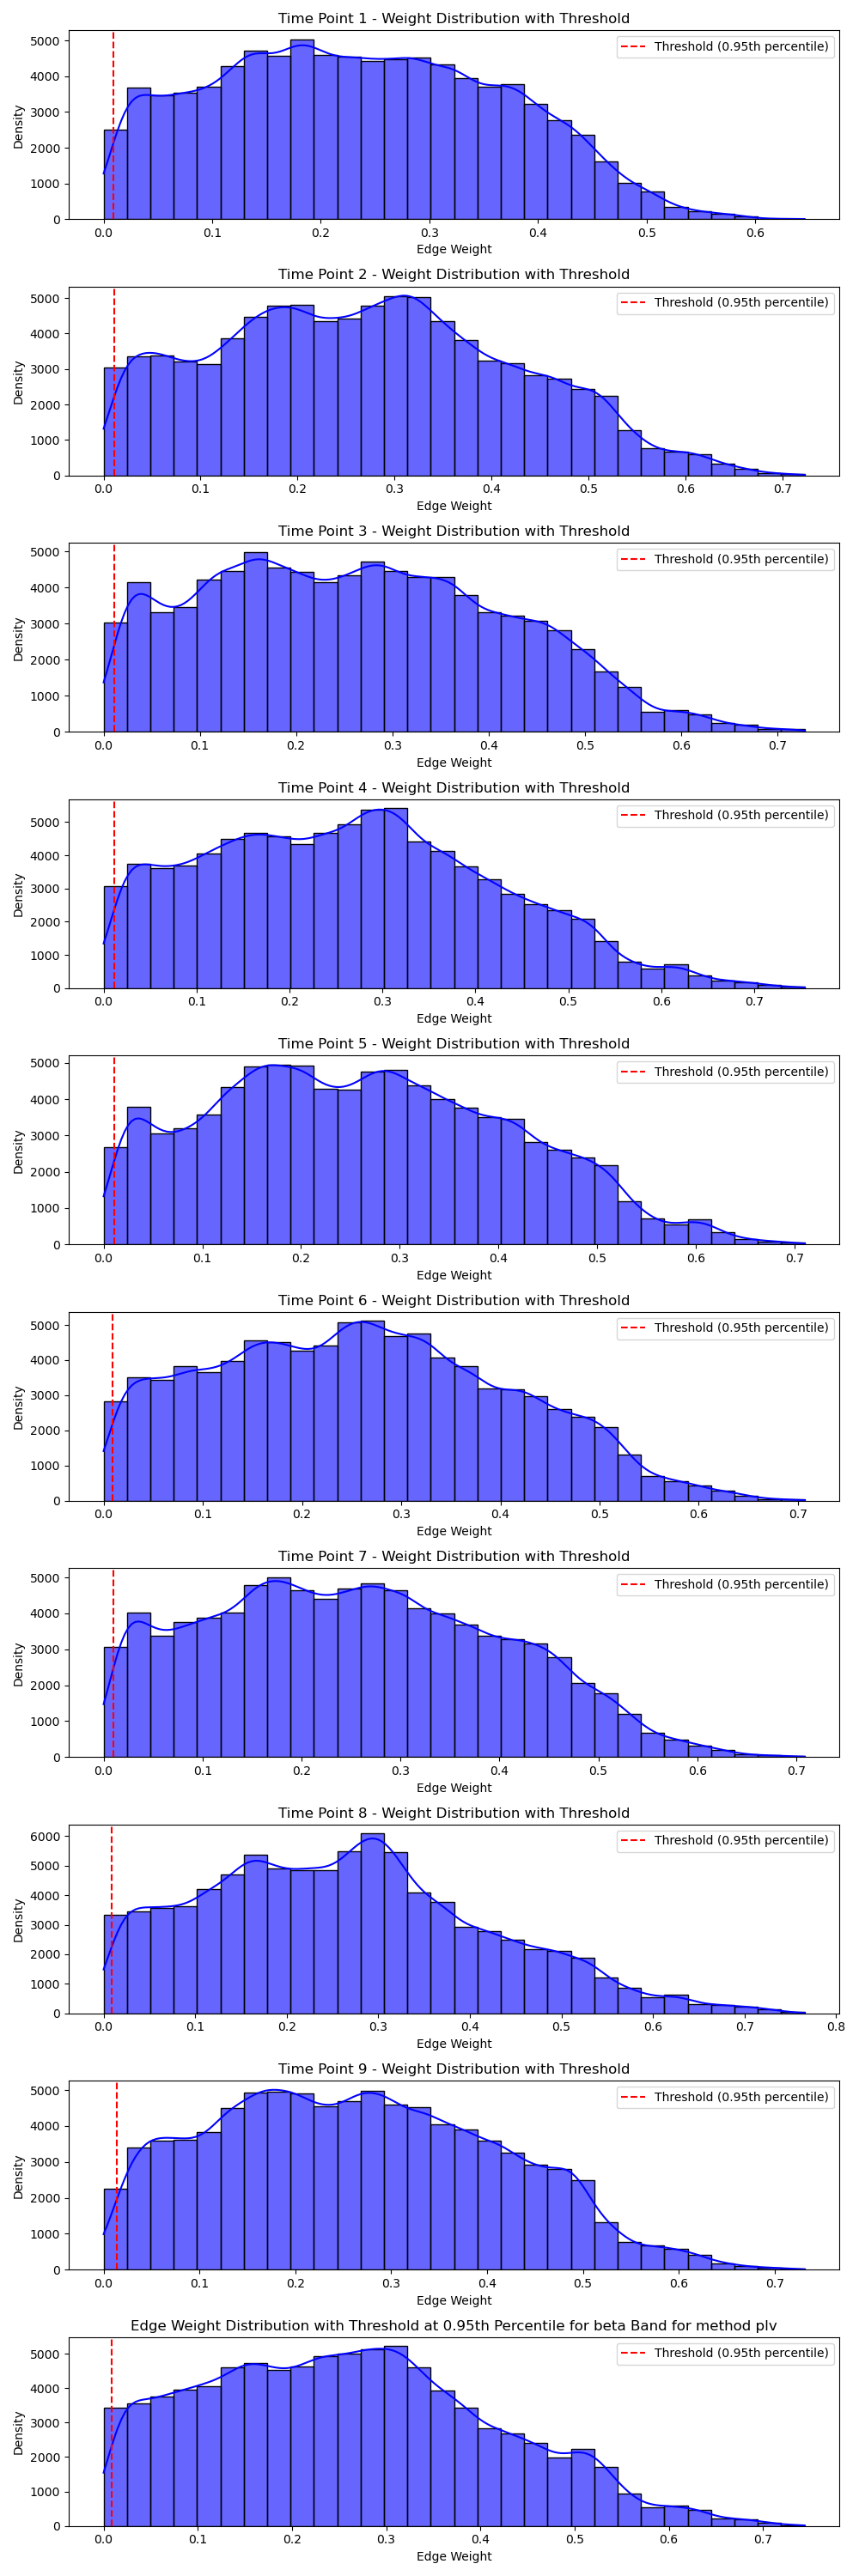 Time Point 1 - Weight Distribution with Threshold
Threshold (0.95th percentile)
Density
5000
4000
3000
2000
1000
0
0.0 0.1 0.2 0.3 0.4 0.5 0.6
Edge Weight
Time Point 2 - Weight Distribution with Threshold
Threshold (0.95th percentile)
Density
5000
4000
3000
2000
1000
0
0.0 0.1 0.2 0.3 0.4 0.5 0.6 0.7
Edge Weight
Time Point 3 - Weight Distribution with Threshold
Threshold (0.95th percentile)
Density
5000
4000
3000
2000
1000
0
0.0 0.1 0.2 0.3 0.4 0.5 0.6 0.7
Edge Weight
Time Point 4 - Weight Distribution with Threshold
Threshold (0.95th percentile)
Density
5000
4000
3000
2000
1000
0
0.0 0.1 0.2 0.3 0.4 0.5 0.6 0.7
Edge Weight
Time Point 5 - Weight Distribution with Threshold
Threshold (0.95th percentile)
Density
5000
4000
3000
2000
1000
0
0.0 0.1 0.2 0.3 0.4 0.5 0.6 0.7
Edge Weight
Time Point 6 - Weight Distribution with Threshold
Threshold (0.95th percentile)
Density
5000
4000
3000
2000
1000
0
0.0 0.1 0.2 0.3 0.4 0.5 0.6 0.7
Edge Weight
Time Point 7 - Weight Distribution with Threshold
Threshold (0.95th percentile)
Density
5000
4000
3000
2000
1000
0
0.0 0.1 0.2 0.3 0.4 0.5 0.6 0.7
Edge Weight
Time Point 8 - Weight Distribution with Threshold
Threshold (0.95th percentile)
Density
6000
5000
4000
3000
2000
1000
0
0.0 0.1 0.2 0.3 0.4 0.5 0.6 0.7 0.8
Edge Weight
Time Point 9 - Weight Distribution with Threshold
Threshold (0.95th percentile)
Density
5000
4000
3000
2000
1000
0
0.0 0.1 0.2 0.3 0.4 0.5 0.6 0.7
Edge Weight
Edge Weight Distribution with Threshold at 0.95th Percentile for beta Band for method plv
Threshold (0.95th percentile)
Density
5000
4000
3000
2000
1000
0
0.0 0.1 0.2 0.3 0.4 0.5 0.6 0.7
Edge Weight